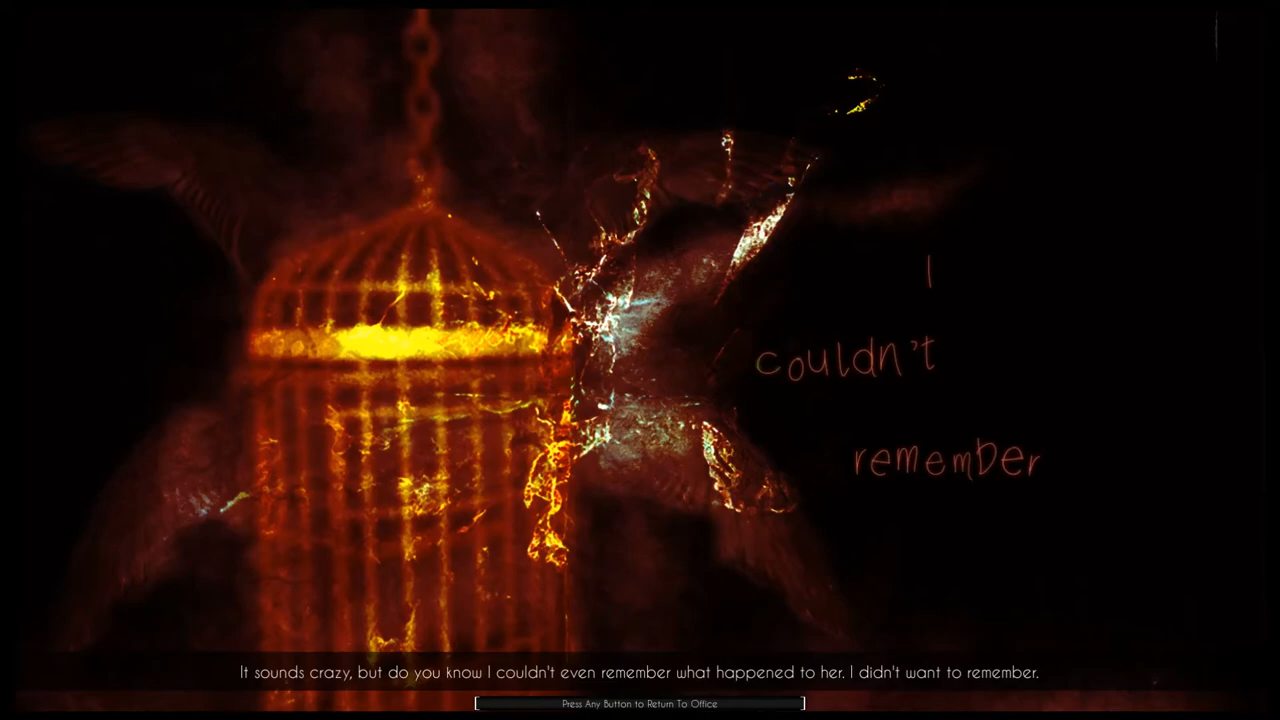 I
couldn't
remember
It sounds crazy, but do you know I couldn't even remember what happened to her. I didn't want to remember.
[Press Any Button to Return To Office]